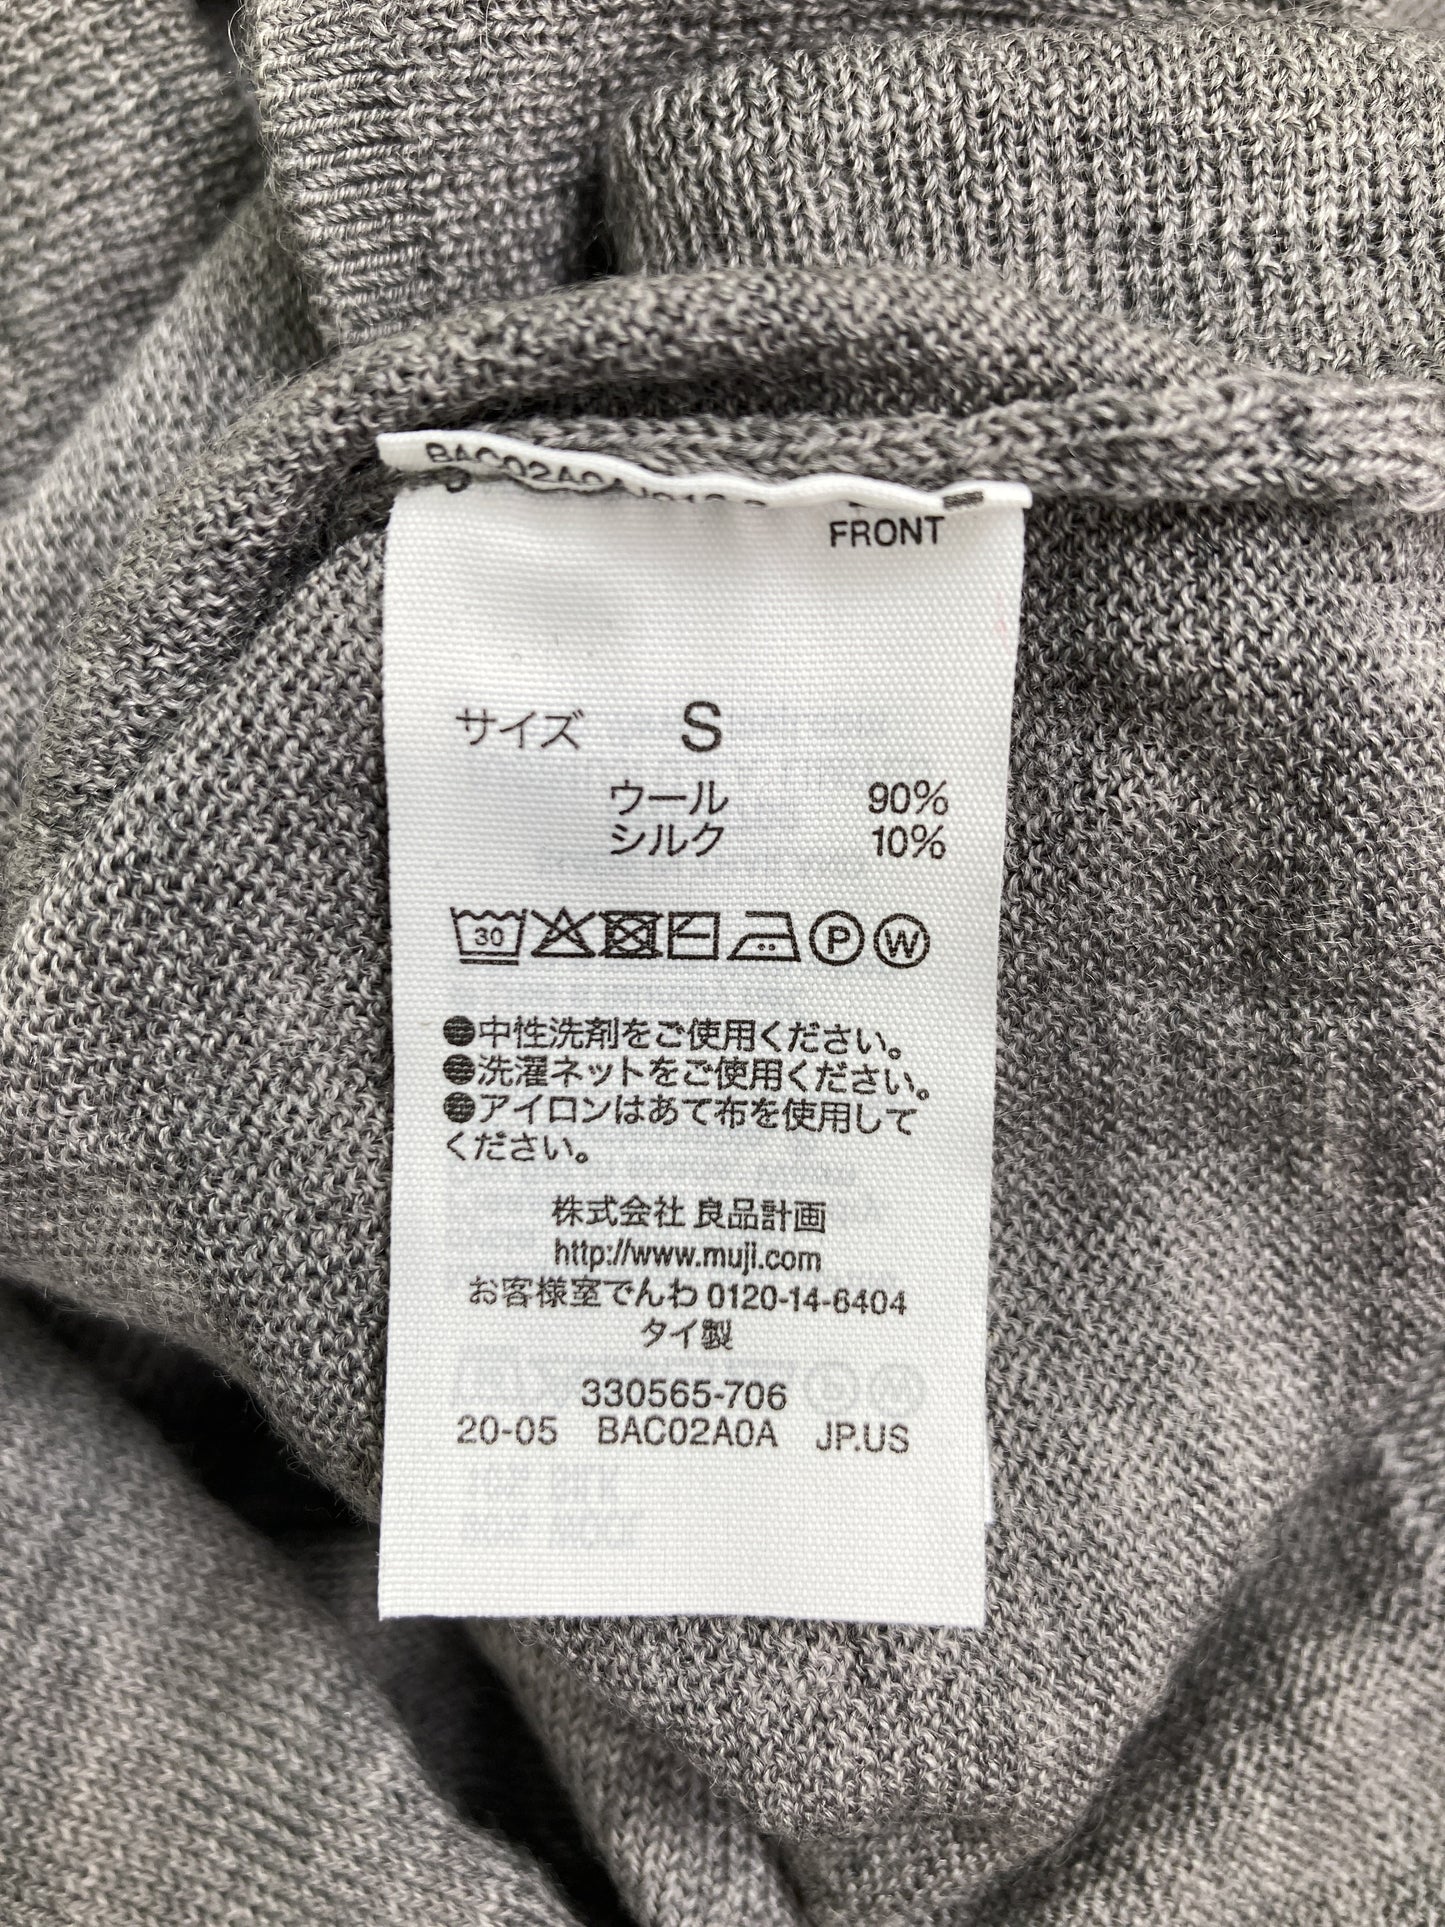 FRONT
サイズ S
ウール 90%
シルク 10%
30 P W
●中性洗剤をご使用ください。
●洗濯ネットをご使用ください。
●アイロンはあて布を使用して
ください。
株式会社 良品計画
http://www.muji.com
お客様室でんわ 0120-14-6404
タイ製
330565-706
20-05 BAC02A0A JP.US